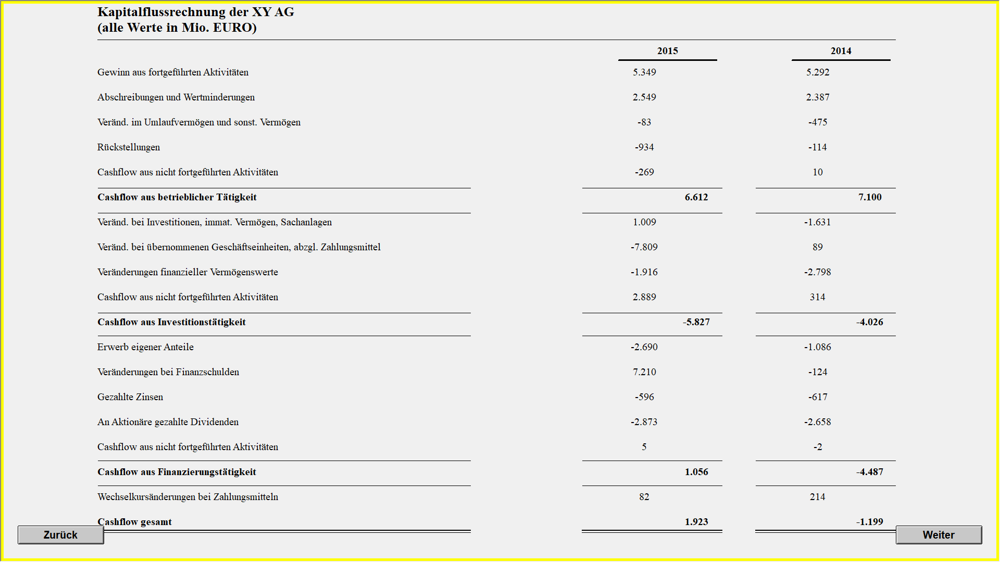 Kapitalflussrechnung der XY AG
(alle Werte in Mio. EURO)
2015 2014
Gewinn aus fortgeführten Aktivitäten 5.349 5.292
Abschreibungen und Wertminderungen 2.549 2.387
Veränd. im Umlaufvermögen und sonst. Vermögen -83 -475
Rückstellungen -934 -114
Cashflow aus nicht fortgeführten Aktivitäten -269 10
Cashflow aus betrieblicher Tätigkeit 6.612 7.100
Veränd. bei Investitionen, immat. Vermögen, Sachanlagen 1.009 -1.631
Veränd. bei übernommenen Geschäftseinheiten, abzgl. Zahlungsmittel -7.809 89
Veränderungen finanzieller Vermögenswerte -1.916 -2.798
Cashflow aus nicht fortgeführten Aktivitäten 2.889 314
Cashflow aus Investitionstätigkeit -5.827 -4.026
Erwerb eigener Anteile -2.690 -1.086
Veränderungen bei Finanzschulden 7.210 -124
Gezahlte Zinsen -596 -617
An Aktionäre gezahlte Dividenden -2.873 -2.658
Cashflow aus nicht fortgeführten Aktivitäten 5 -2
Cashflow aus Finanzierungstätigkeit 1.056 -4.487
Wechselkursänderungen bei Zahlungsmitteln 82 214
Cashflow gesamt 1.923 -1.199
Zurück Weiter